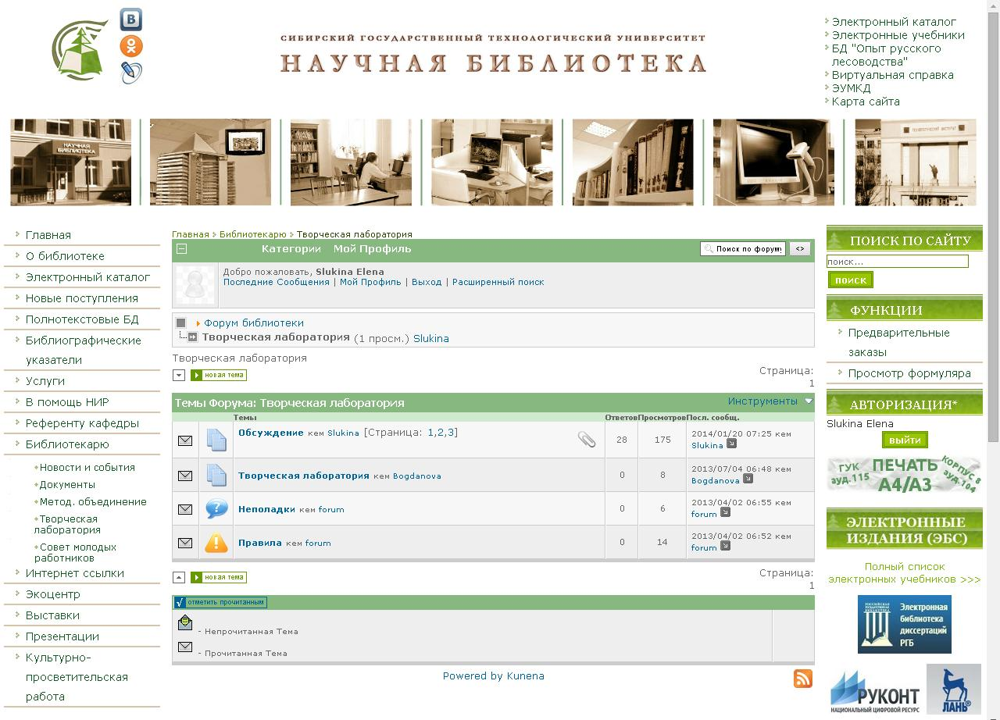 СИБИРСКИЙ ГОСУДАРСТВЕННЫЙ ТЕХНОЛОГИЧЕСКИЙ УНИВЕРСИТЕТ
НАУЧНАЯ БИБЛИОТЕКА
Электронный каталог
Электронные учебники
БД "Опыт русского
лесоводства"
Виртуальная справка
ЭУМКД
Карта сайта
НАУЧНАЯ
БИБЛИОТЕКА
Главная
О библиотеке
Электронный каталог
Новые поступления
Полнотекстовые БД
Библиографические
указатели
Услуги
В помощь НИР
Референту кафедры
Библиотекарю
Новости и события
Документы
Метод. объединение
Творческая
лаборатория
Совет молодых
работников
Интернет ссылки
Экоцентр
Выставки
Презентации
Культурно-
просветительская
работа
Главная Библиотекарю Творческая лаборатория
Категории Мой Профиль
Поиск по форуму <>
Добро пожаловать, Slukina Elena
Последние Сообщения | Мой Профиль | Выход | Расширенный поиск
Форум библиотеки
Творческая лаборатория (1 просм.) Slukina
Творческая лаборатория
новая тема
Страница:
1
Темы Форума: Творческая лаборатория
Инструменты
Темы Ответов Просмотров Посл. сообщ.
Обсуждение кем Slukina [Страница: 1,2,3] 28 175 2014/01/20 07:25 кем
Slukina
Творческая лаборатория кем Bogdanova 0 8 2013/07/04 06:48 кем
Bogdanova
Неполадки кем forum 0 6 2013/04/02 06:55 кем
forum
Правила кем forum 0 14 2013/04/02 06:52 кем
forum
новая тема
Страница:
1
отметить прочитанным
- Непрочитанная Тема
- Прочитанная Тема
Powered by Kunena
ПОИСК ПО САЙТУ
поиск...
поиск
ФУНКЦИИ
Предварительные
заказы
Просмотр формуляра
АВТОРИЗАЦИЯ*
Slukina Elena
выйти
ГУК
ауд.115
ПЕЧАТЬ
А4/А3
КОРПУС 8
ауд.104
ЭЛЕКТРОННЫЕ
ИЗДАНИЯ (ЭБС)
Полный список
электронных учебников >>>
РОССИЙСКАЯ
ГОСУДАРСТВЕННАЯ
БИБЛИОТЕКА
Электронная
библиотека
диссертаций
РГБ
РУКОНТ
НАЦИОНАЛЬНЫЙ ЦИФРОВОЙ РЕСУРС
ЛАНЬ®